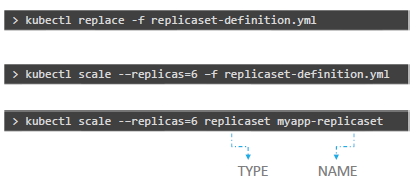 > kubectl replace -f replicaset-definition.yml
> kubectl scale --replicas=6 -f replicaset-definition.yml
> kubectl scale --replicas=6 replicaset myapp-replicaset
TYPE NAME